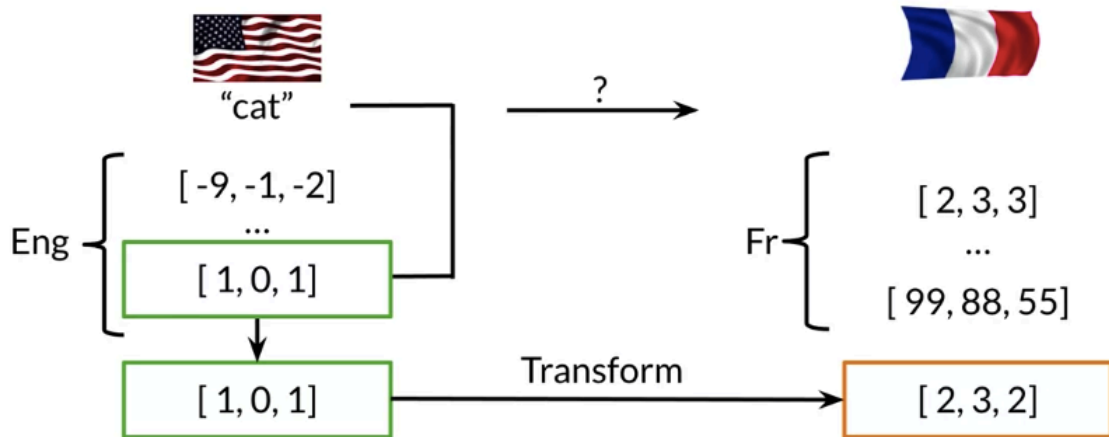 “cat”
?
Eng
[ -9, -1, -2]
...
[ 1, 0, 1]
Fr
[ 2, 3, 3]
...
[ 99, 88, 55]
[ 1, 0, 1]
Transform
[ 2, 3, 2]